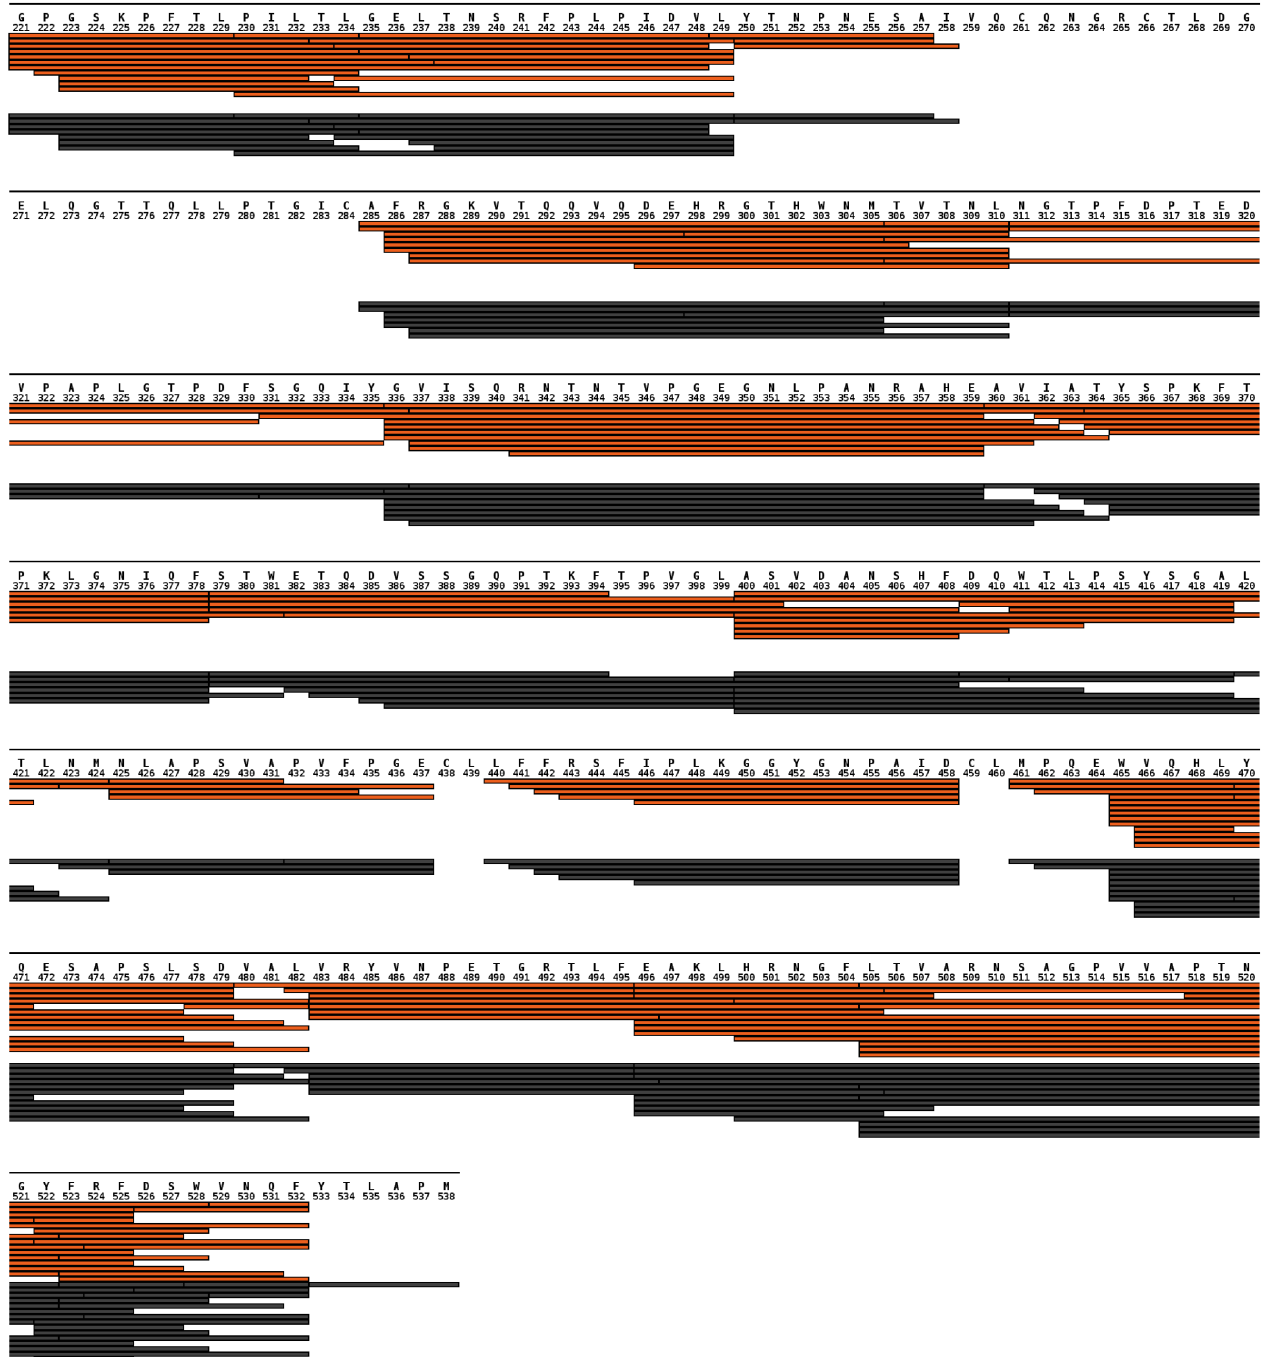 G P G S K P F T L P I L T L G E L T N S R F P L P I D V L Y T N P N E S A I V Q C Q N G R C T L D G
221 222 223 224 225 226 227 228 229 230 231 232 233 234 235 236 237 238 239 240 241 242 243 244 245 246 247 248 249 250 251 252 253 254 255 256 257 258 259 260 261 262 263 264 265 266 267 268 269 270
E L Q G T T Q L L P T G I C A F R G K V T Q Q V Q D E H R G T H W N M T V T N L N G T P F D P T E D
271 272 273 274 275 276 277 278 279 280 281 282 283 284 285 286 287 288 289 290 291 292 293 294 295 296 297 298 299 300 301 302 303 304 305 306 307 308 309 310 311 312 313 314 315 316 317 318 319 320
V P A P L G T P D F S G Q I Y G V I S Q R N T N T V P G E G N L P A N R A H E A V I A T Y S P K F T
321 322 323 324 325 326 327 328 329 330 331 332 333 334 335 336 337 338 339 340 341 342 343 344 345 346 347 348 349 350 351 352 353 354 355 356 357 358 359 360 361 362 363 364 365 366 367 368 369 370
P K L G N I Q F S T W E T Q D V S S G Q P T K F T P V G L A S V D A N S H F D Q W T L P S Y S G A L
371 372 373 374 375 376 377 378 379 380 381 382 383 384 385 386 387 388 389 390 391 392 393 394 395 396 397 398 399 400 401 402 403 404 405 406 407 408 409 410 411 412 413 414 415 416 417 418 419 420
T L N M N L A P S V A P V F P G E C L L F F R S F I P L K G G Y G N P A I D C L M P Q E W V Q H L Y
421 422 423 424 425 426 427 428 429 430 431 432 433 434 435 436 437 438 439 440 441 442 443 444 445 446 447 448 449 450 451 452 453 454 455 456 457 458 459 460 461 462 463 464 465 466 467 468 469 470
Q E S A P S L S D V A L V R Y V N P E T G R T L F E A K L H R N G F L T V A R N S A G P V V A P T N
471 472 473 474 475 476 477 478 479 480 481 482 483 484 485 486 487 488 489 490 491 492 493 494 495 496 497 498 499 500 501 502 503 504 505 506 507 508 509 510 511 512 513 514 515 516 517 518 519 520
G Y F R F D S W V N Q F Y T L A P M
521 522 523 524 525 526 527 528 529 530 531 532 533 534 535 536 537 538